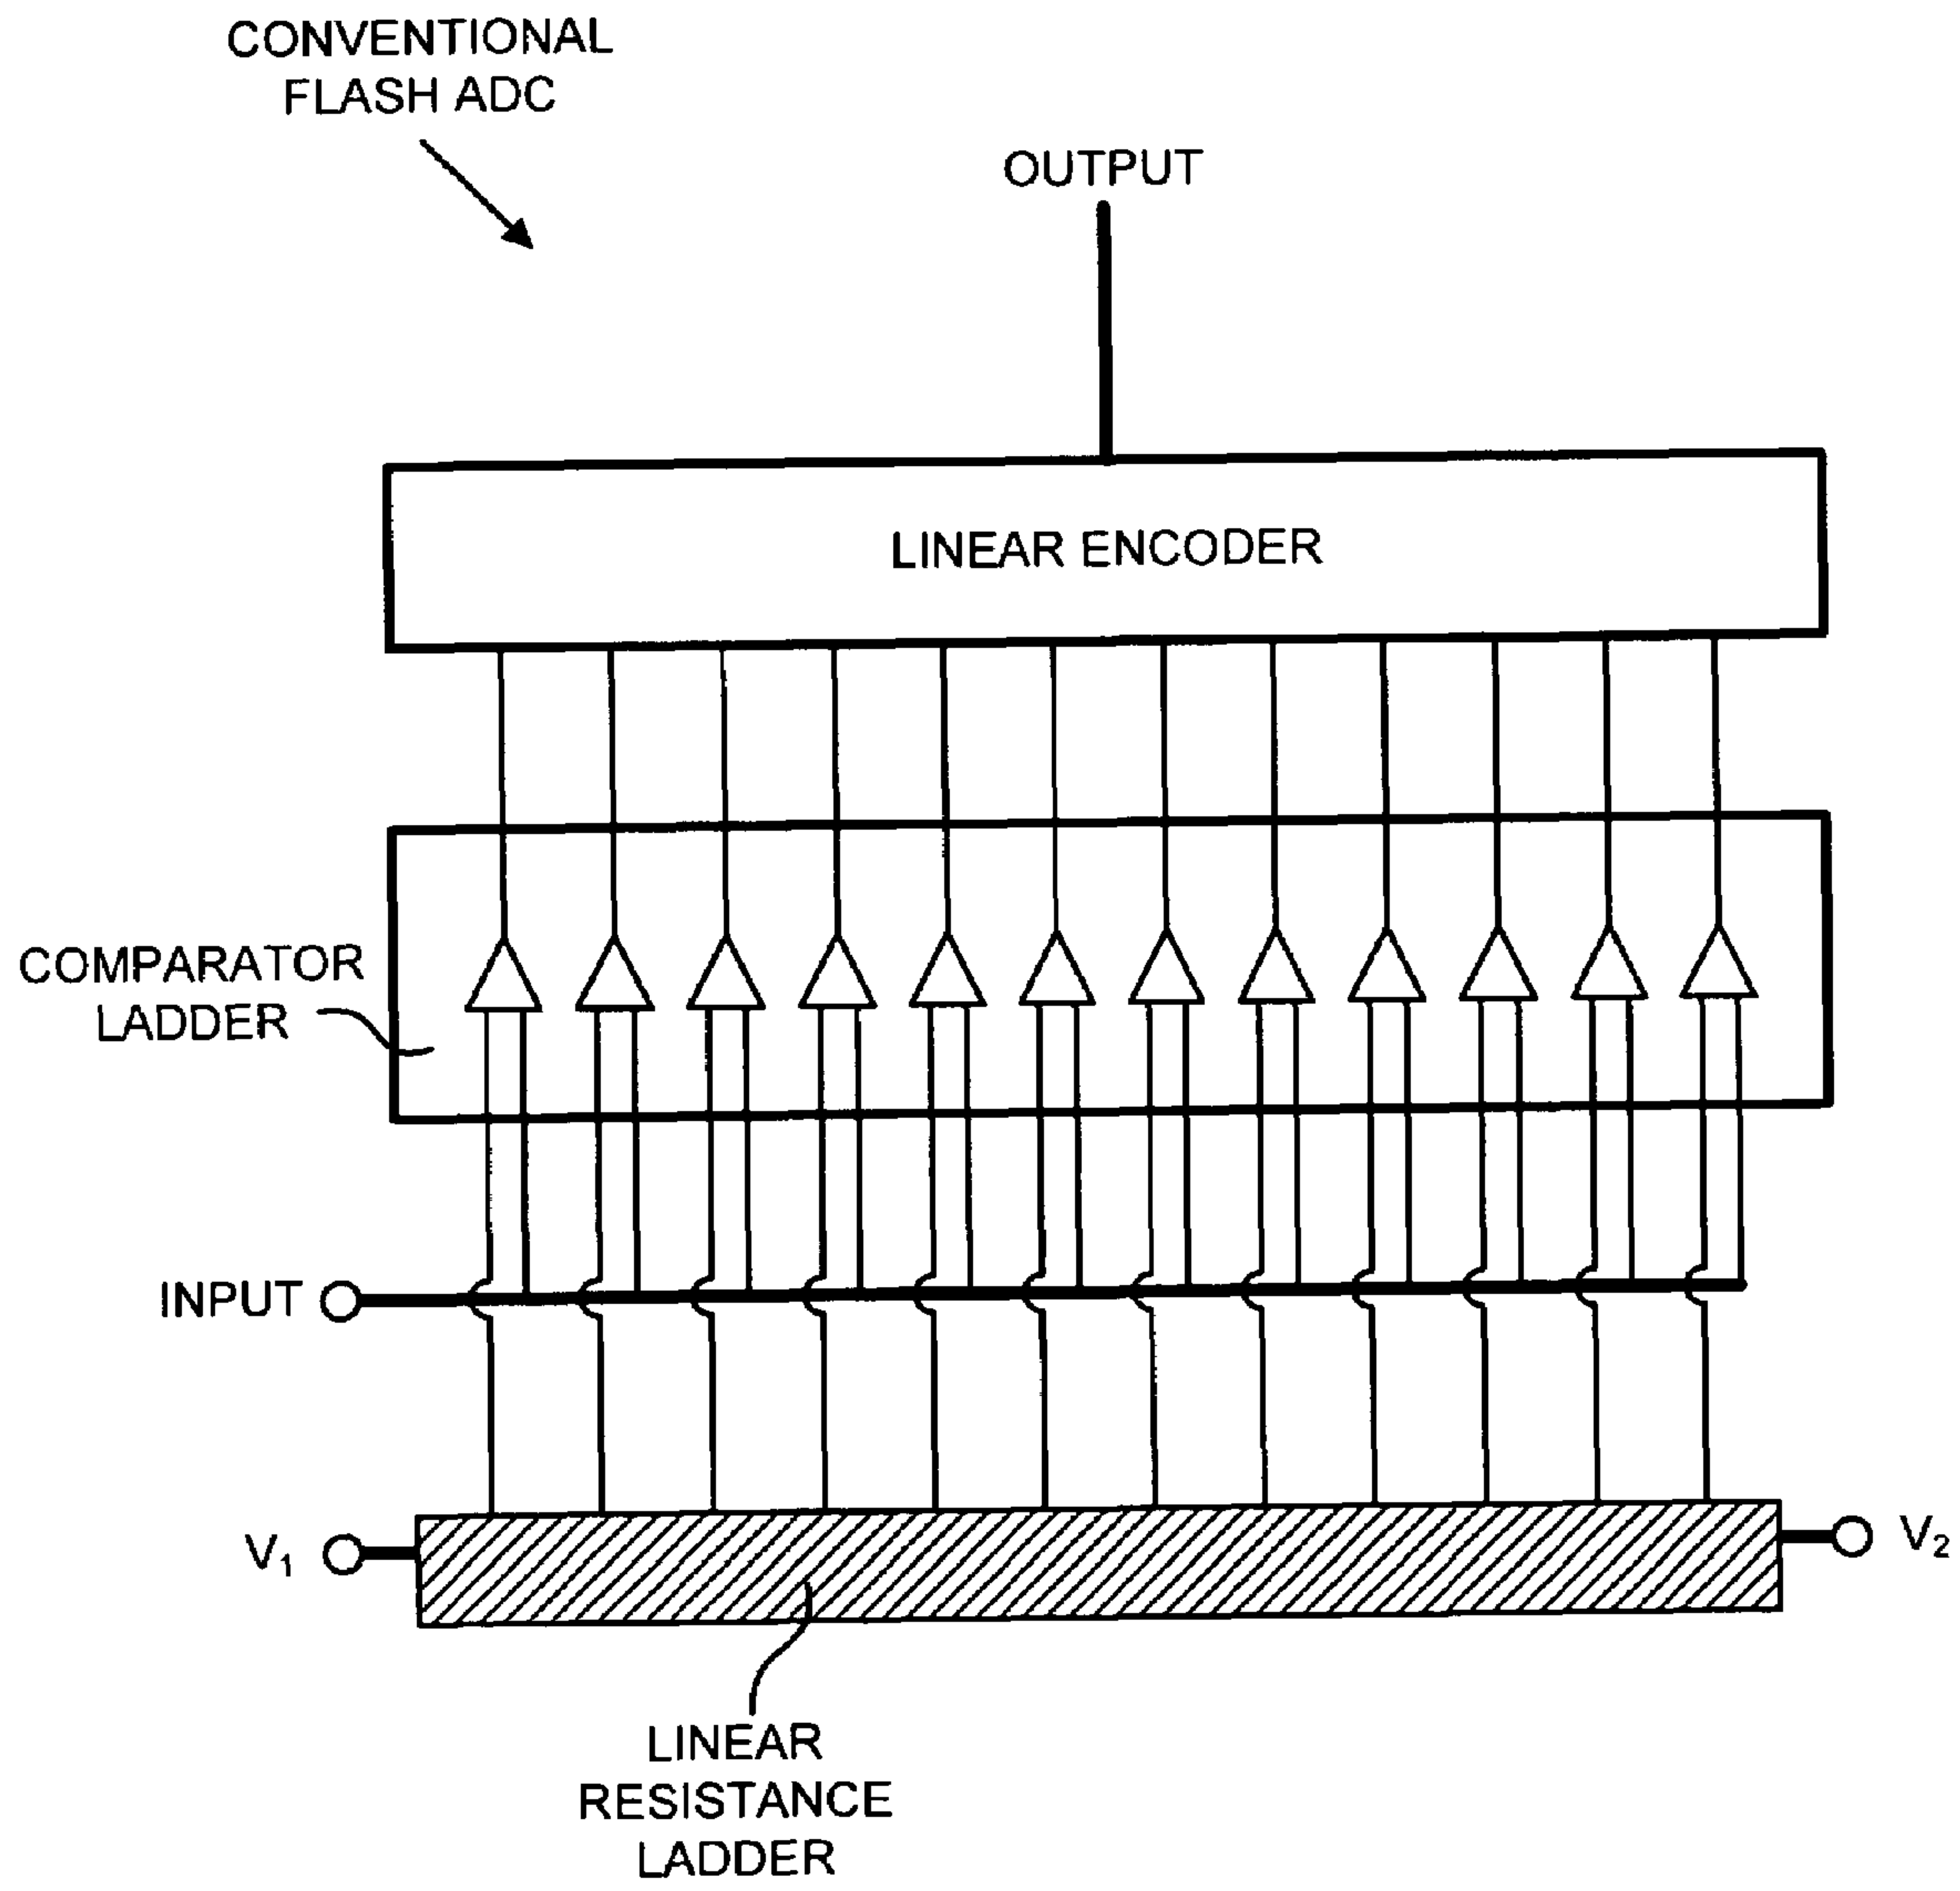 CONVENTIONAL
FLASH ADC
OUTPUT
LINEAR ENCODER
COMPARATOR
LADDER
INPUT
V1
V2
LINEAR
RESISTANCE
LADDER